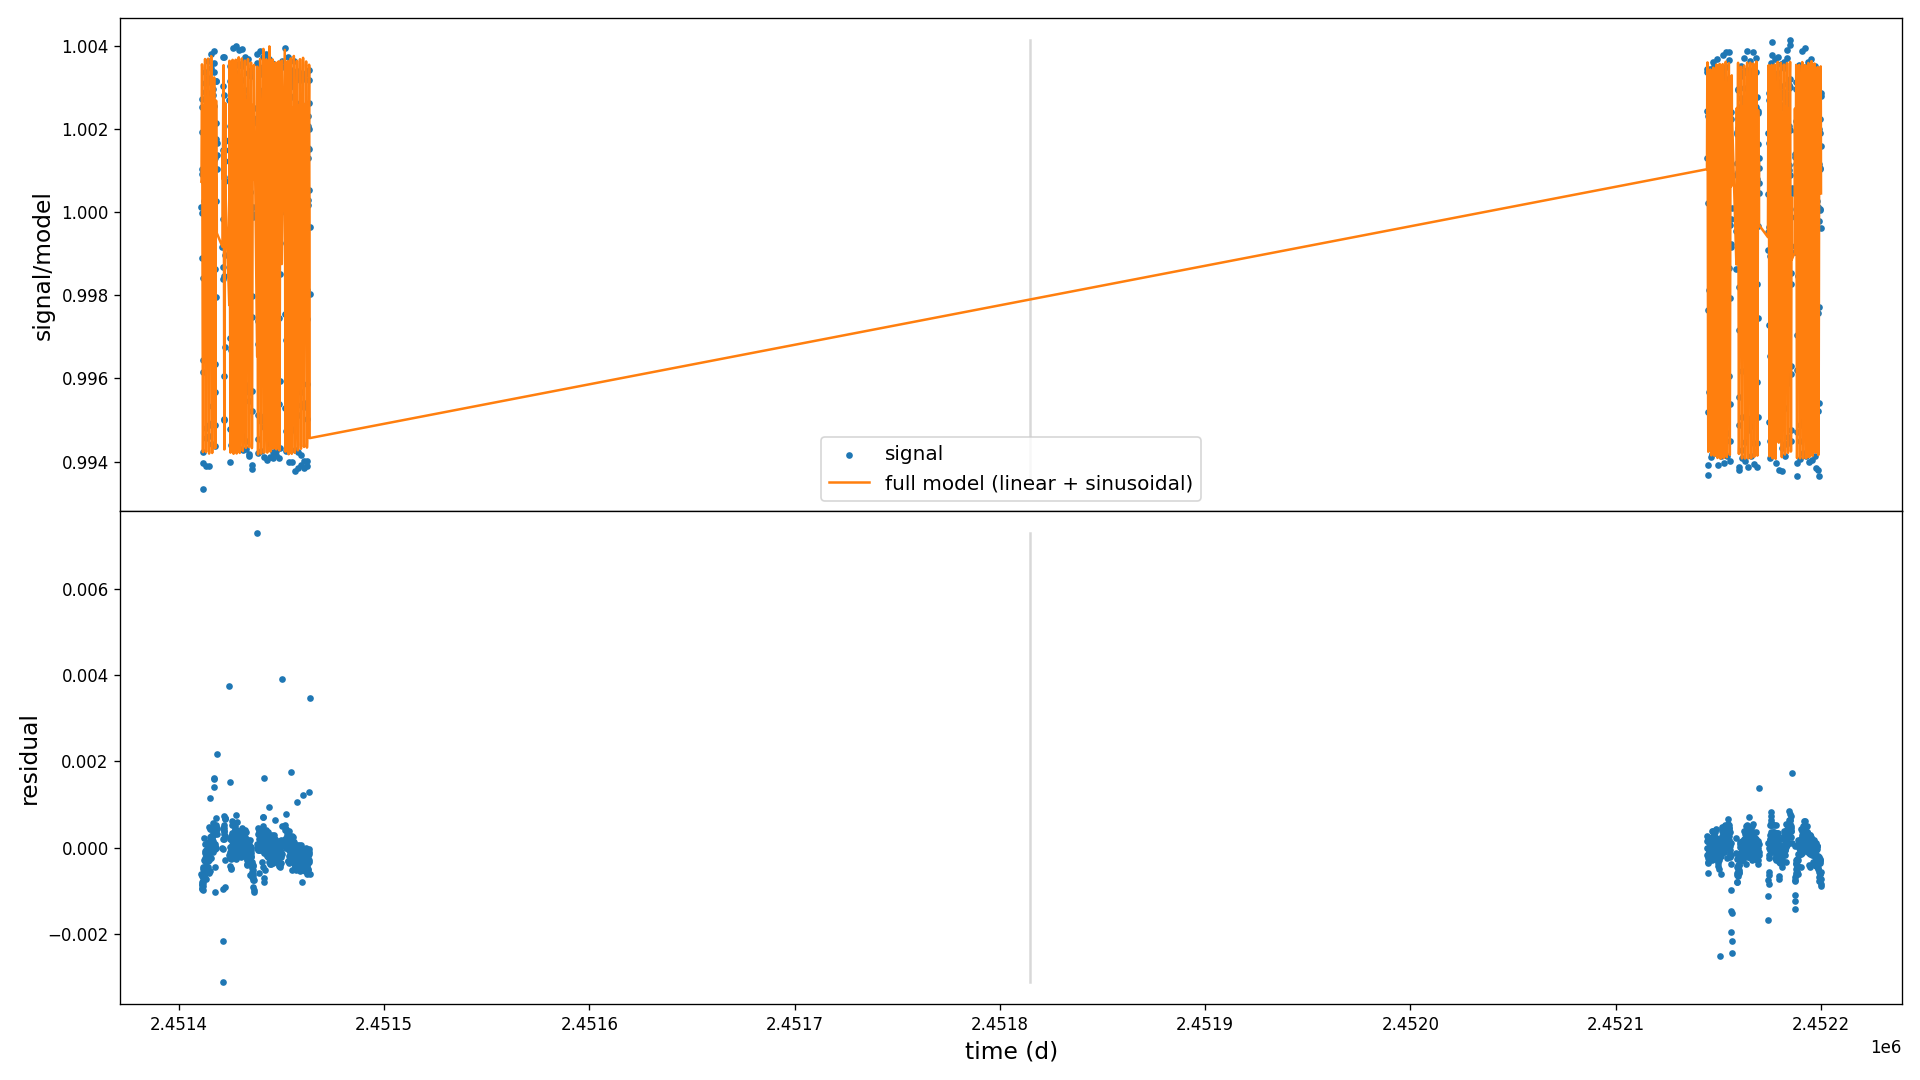 signal/model
1.004
1.002
1.000
0.998
0.996
0.994
signal
full model (linear + sinusoidal)
residual
0.006
0.004
0.002
0.000
−0.002
2.4514 2.4515 2.4516 2.4517 2.4518 2.4519 2.4520 2.4521 2.4522
time (d)
1e6